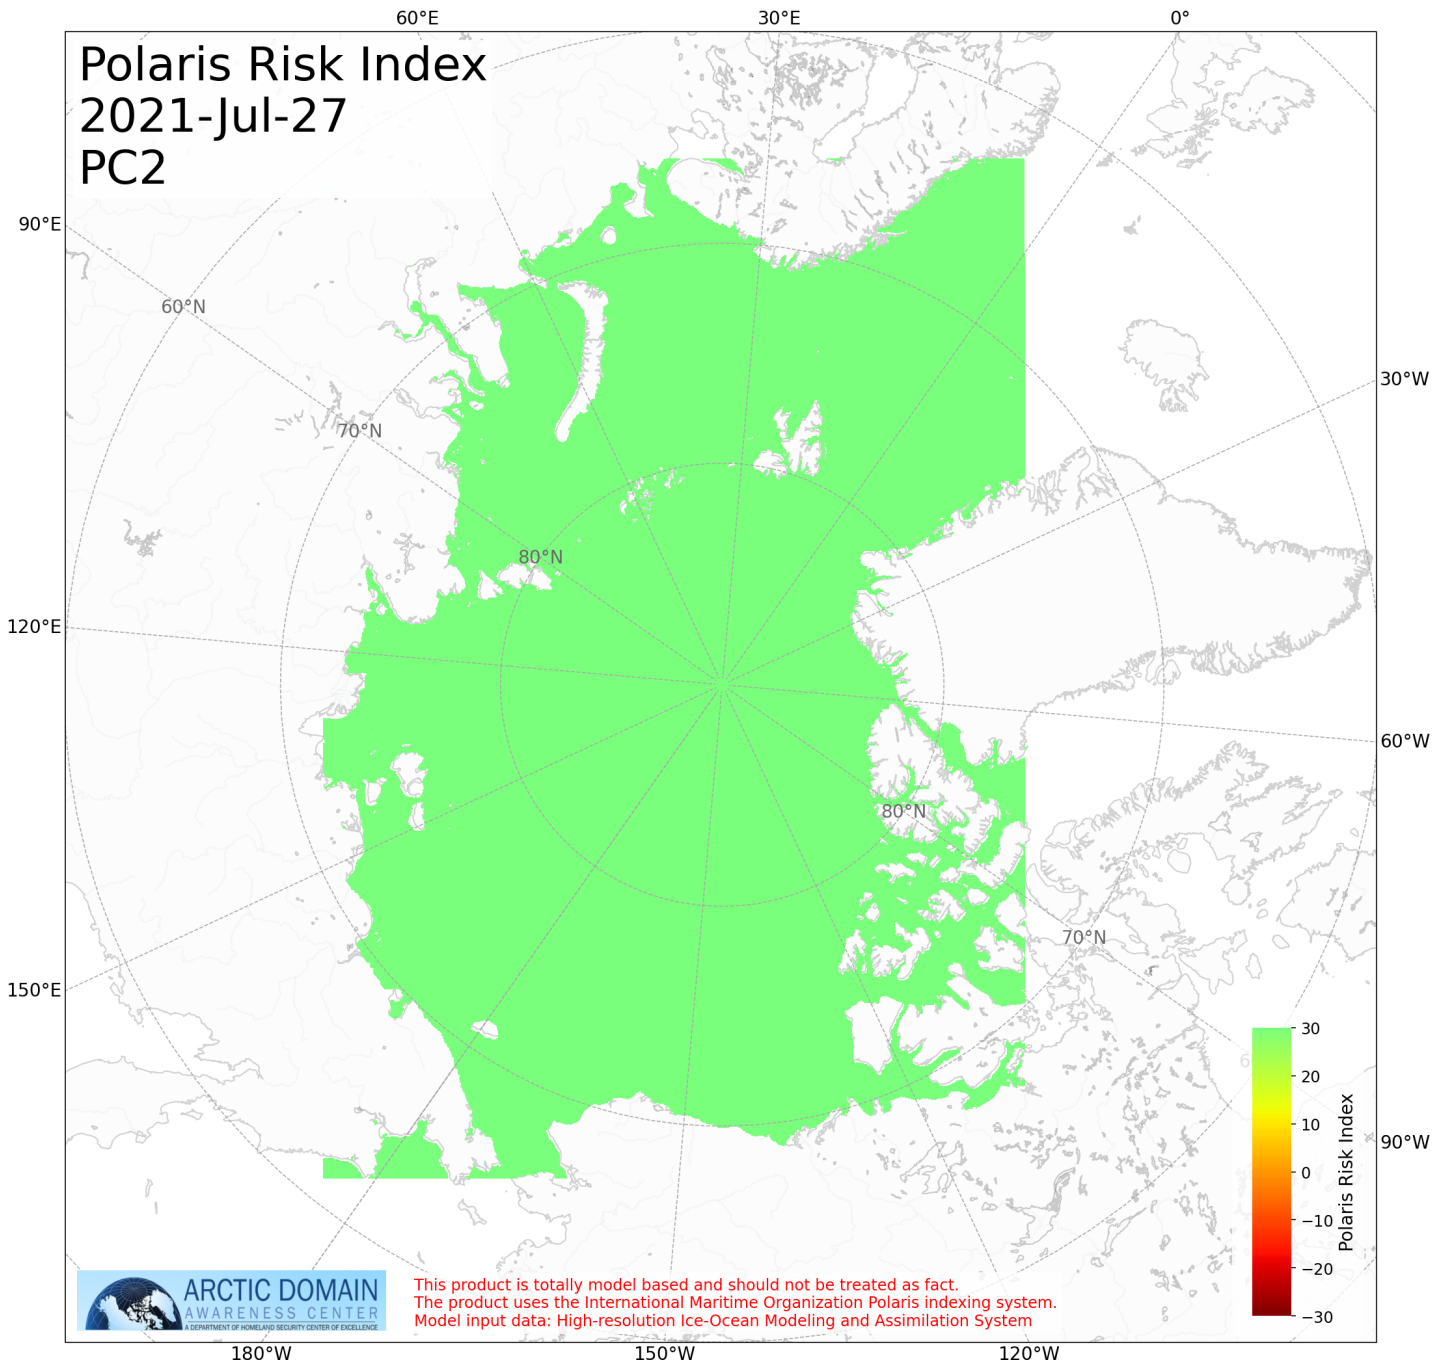 60°E 30°E 0°
Polaris Risk Index
2021-Jul-27
PC2
90°E
60°N
30°W
70°N
80°N
120°E
60°W
80°N
70°N
150°E
30
20
10
0
−10
−20
−30
Polaris Risk Index
90°W
ARCTIC DOMAIN
AWARENESS CENTER
A DEPARTMENT OF HOMELAND SECURITY CENTER OF EXCELLENCE
This product is totally model based and should not be treated as fact.
The product uses the International Maritime Organization Polaris indexing system.
Model input data: High-resolution Ice-Ocean Modeling and Assimilation System
180°W 150°W 120°W